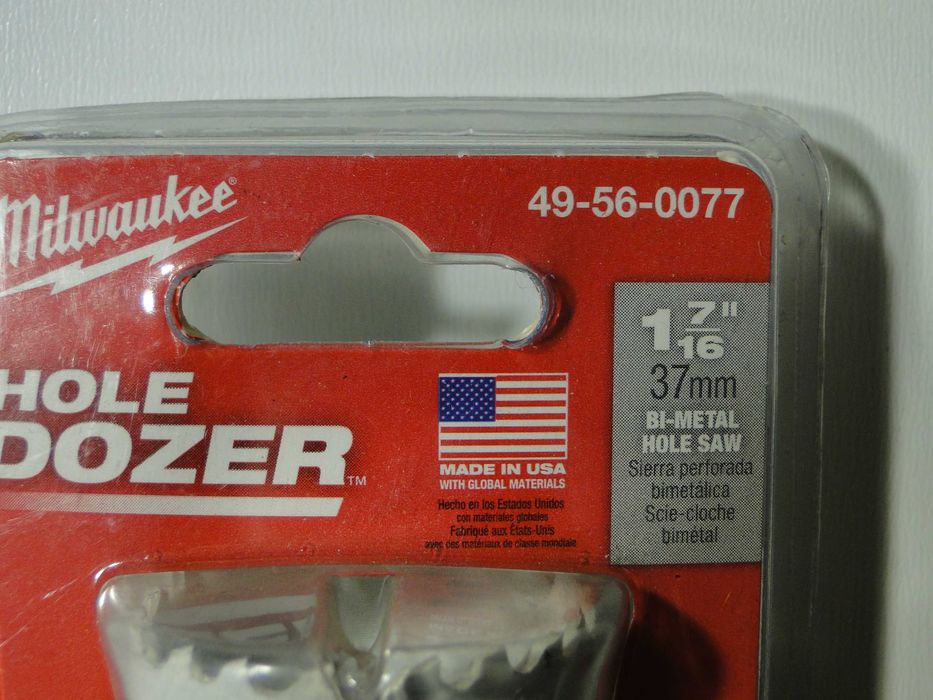 Milwaukee®
49-56-0077
1 7/16"
37mm
BI-METAL
HOLE SAW
Sierra perforada
bimetálica
Scie-cloche
bimétal
HOLE
DOZER™
MADE IN USA
WITH GLOBAL MATERIALS
Hecho en los Estados Unidos
con materiales globales
Fabriqué aux États-Unis
avec des matériaux de classe mondiale